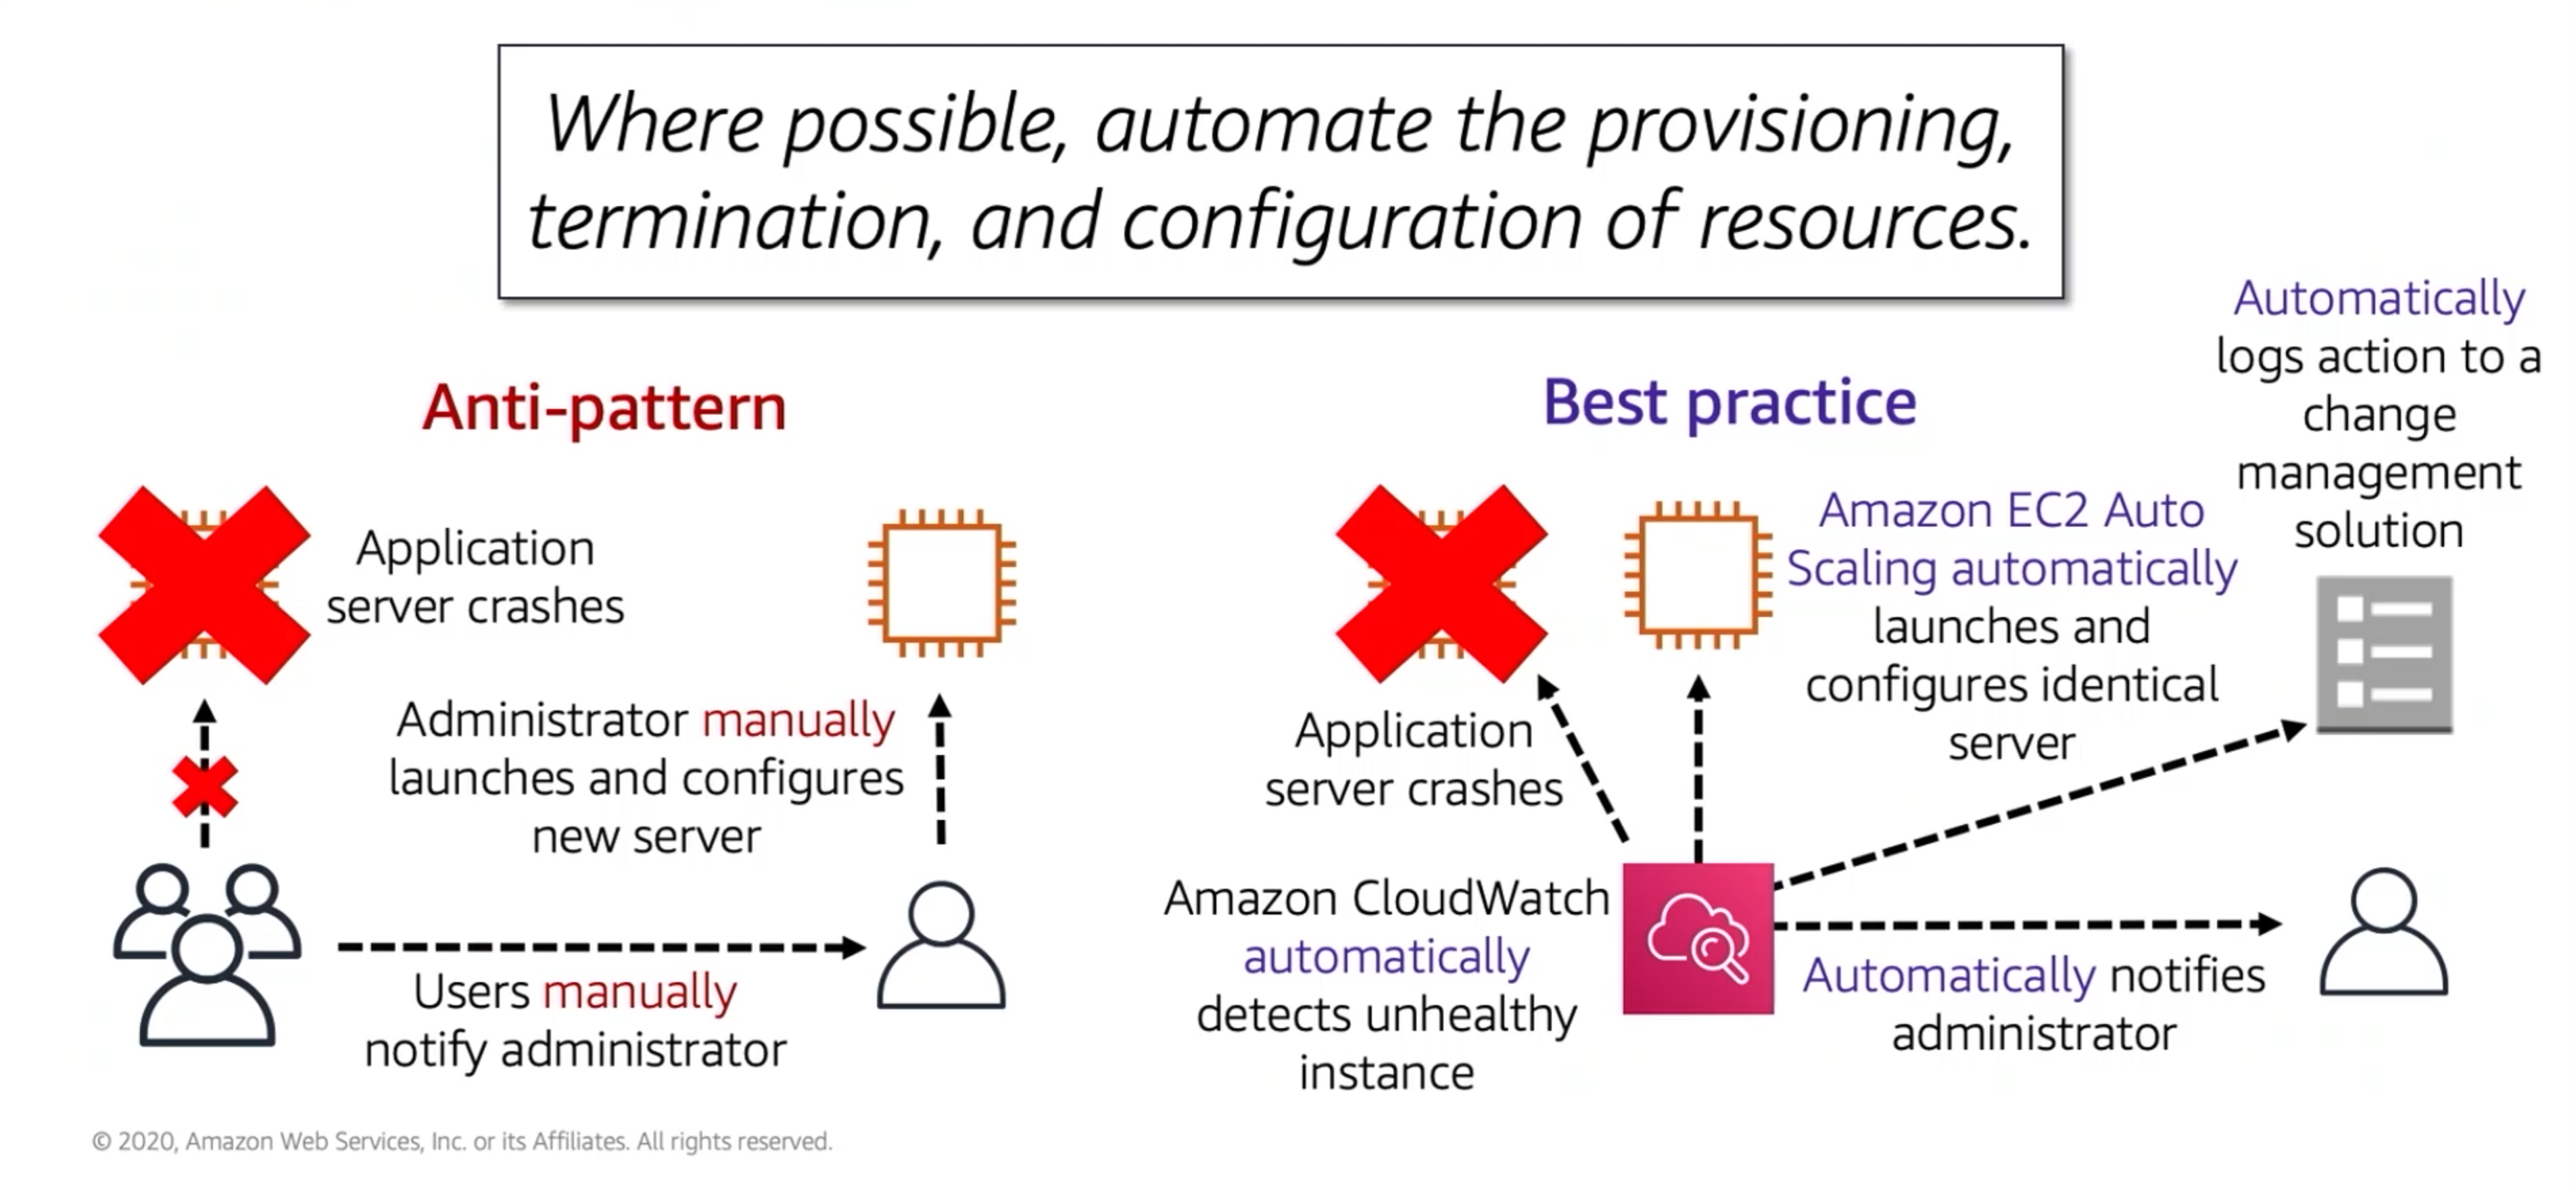 Where possible, automate the provisioning,
termination, and configuration of resources.
Anti-pattern
Application
server crashes
Administrator manually
launches and configures
new server
Users manually
notify administrator
Best practice
Application
server crashes
Amazon CloudWatch
automatically
detects unhealthy
instance
Amazon EC2 Auto
Scaling automatically
launches and
configures identical
server
Automatically
logs action to a
change
management
solution
Automatically notifies
administrator
© 2020, Amazon Web Services, Inc. or its Affiliates. All rights reserved.